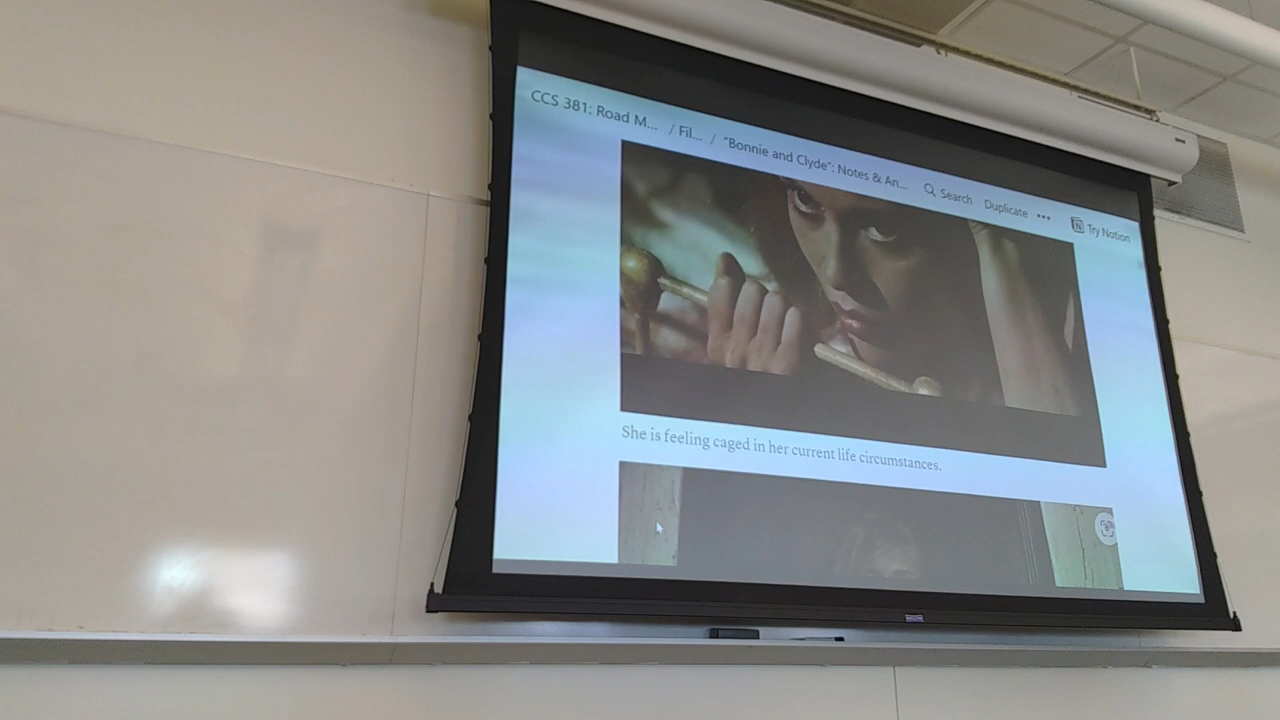 CCS 381: Road M... / Fil... / "Bonnie and Clyde": Notes & An... Search Duplicate ••• Try Notion
She is feeling caged in her current life circumstances.